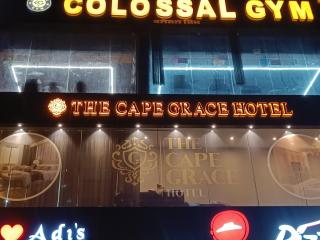 COLOSSAL GYM
THE CAPE GRACE HOTEL
THE
CAPE
GRACE
HOTEL
Adi's